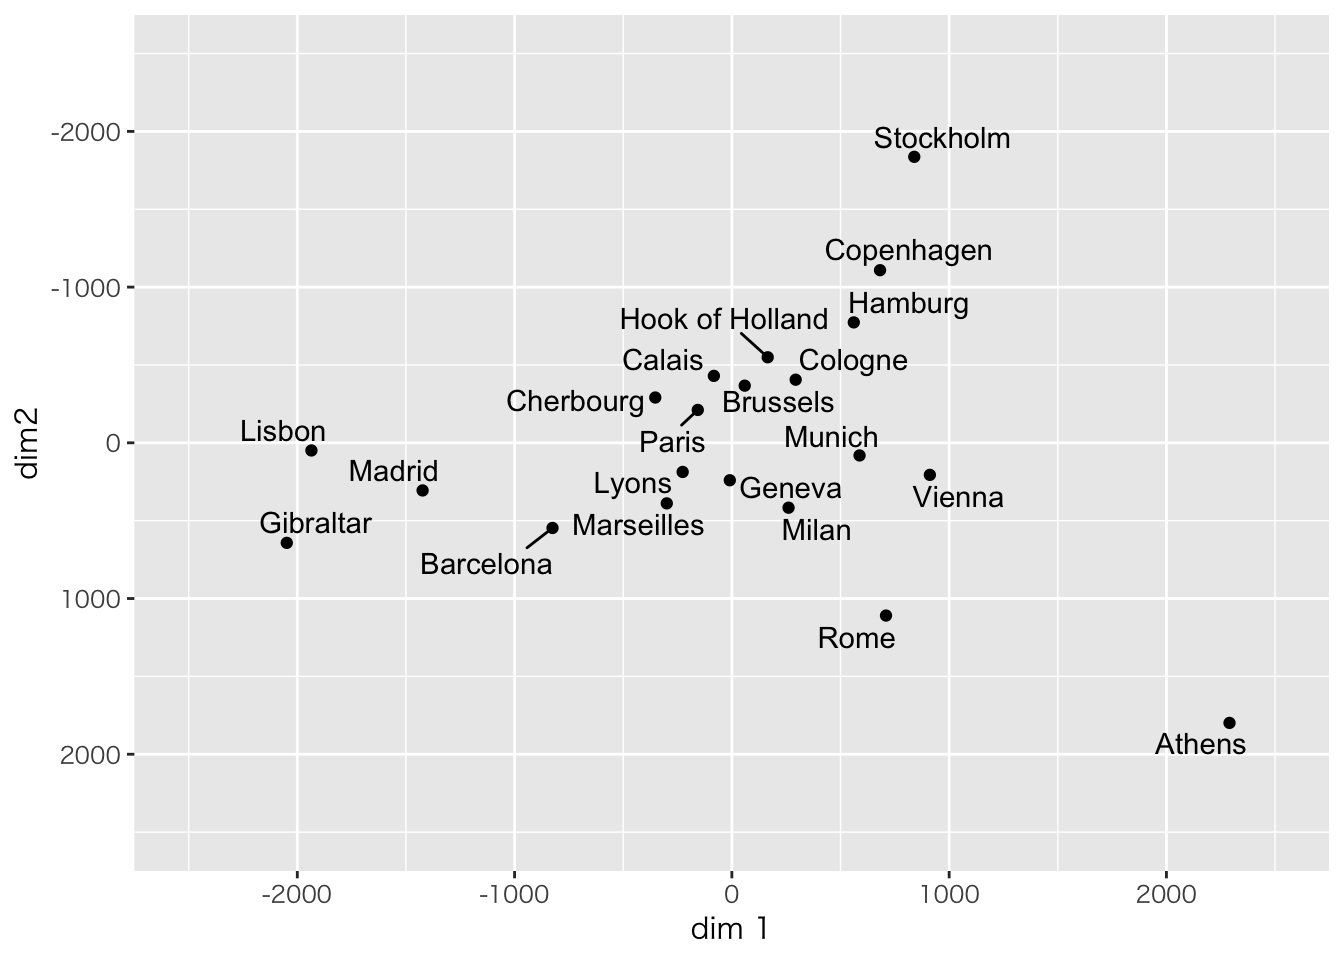 -2000
Stockholm
Copenhagen
-1000
Hamburg
Hook of Holland
Calais
Cologne
Cherbourg
Brussels
Lisbon
Munich
0
Paris
Madrid
Lyons
Geneva
Vienna
Gibraltar
Marseilles
Milan
Barcelona
1000
Rome
Athens
2000
dim2
-2000 -1000 0 1000 2000
dim 1